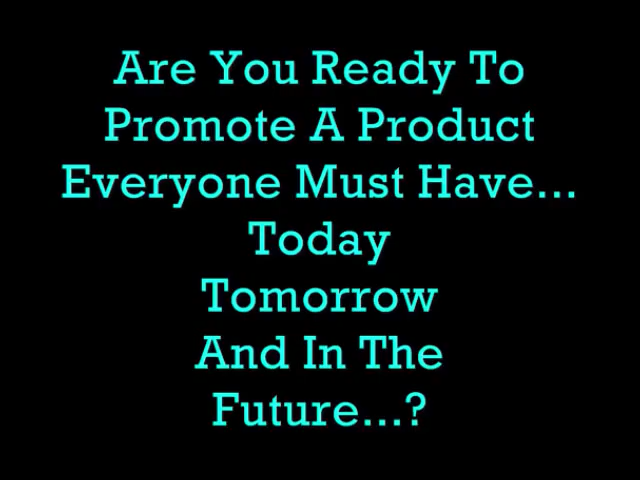 Are You Ready To
Promote A Product
Everyone Must Have...
Today
Tomorrow
And In The
Future...?